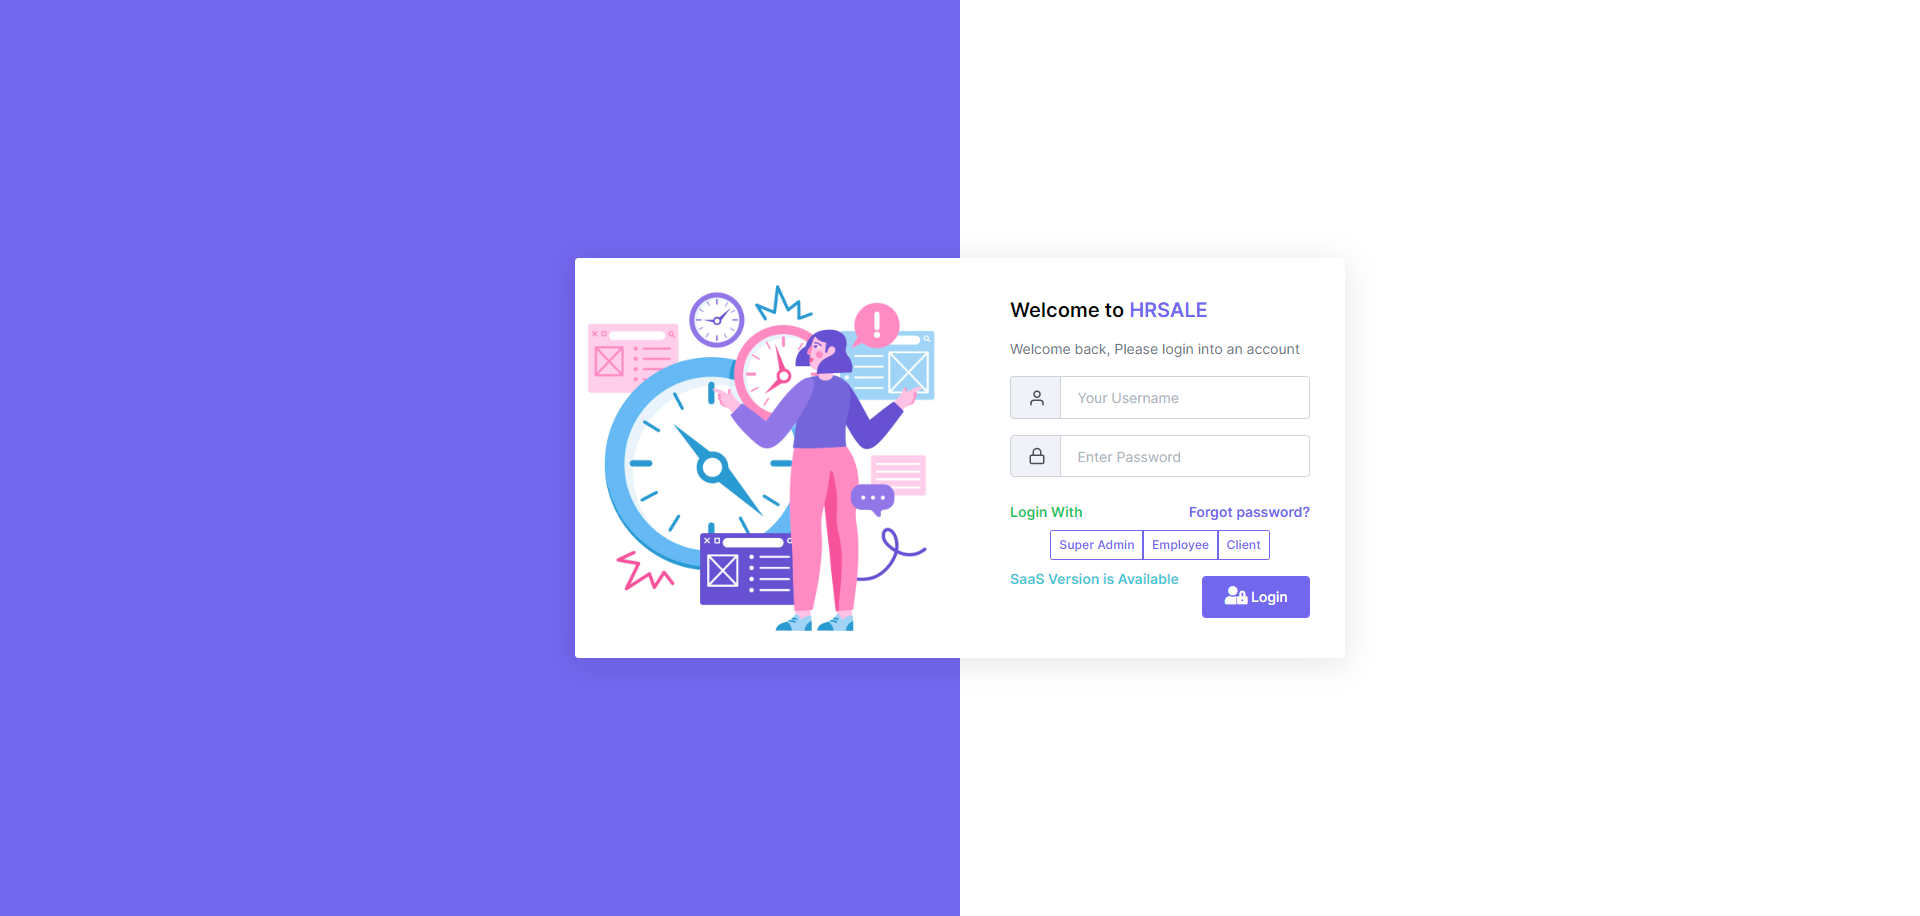 Welcome to HRSALE
Welcome back, Please login into an account
Your Username
Enter Password
Login With
Forgot password?
Super Admin
Employee
Client
SaaS Version is Available
Login